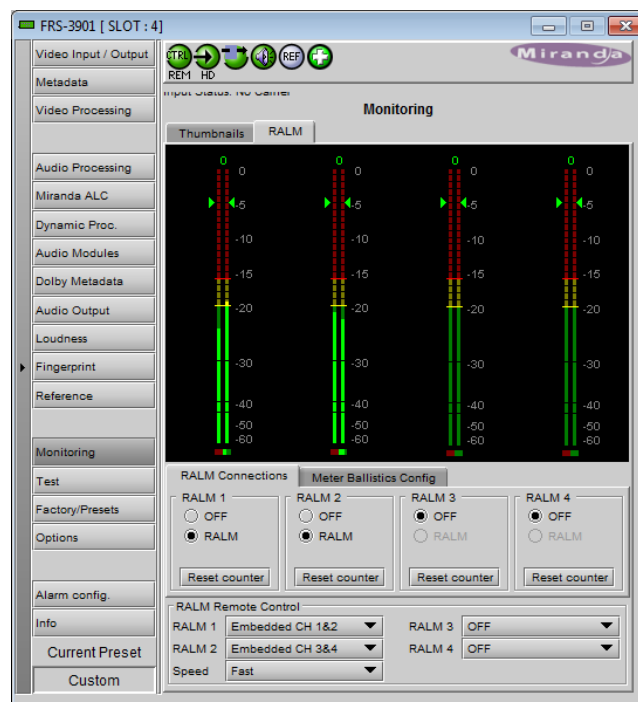 FRS-3901 [ SLOT : 4]
Video Input / Output
Metadata
Video Processing
Audio Processing
Miranda ALC
Dynamic Proc.
Audio Modules
Dolby Metadata
Audio Output
Loudness
Fingerprint
Reference
Monitoring
Test
Factory/Presets
Options
Alarm config.
Info
Current Preset
Custom
CTRL
REF
REM HD
Miranda
Input Status: No Carrier
Monitoring
Thumbnails RALM
0 0 0 0
0 0 0 0
-5 -5 -5 -5
-10 -10 -10 -10
-15 -15 -15 -15
-20 -20 -20 -20
-30 -30 -30 -30
-40 -40 -40 -40
-50 -50 -50 -50
-60 -60 -60 -60
RALM Connections Meter Ballistics Config
RALM 1 RALM 2 RALM 3 RALM 4
OFF OFF OFF OFF
RALM RALM RALM RALM
Reset counter Reset counter Reset counter Reset counter
RALM Remote Control
RALM 1 Embedded CH 1&2 RALM 3 OFF
RALM 2 Embedded CH 3&4 RALM 4 OFF
Speed Fast